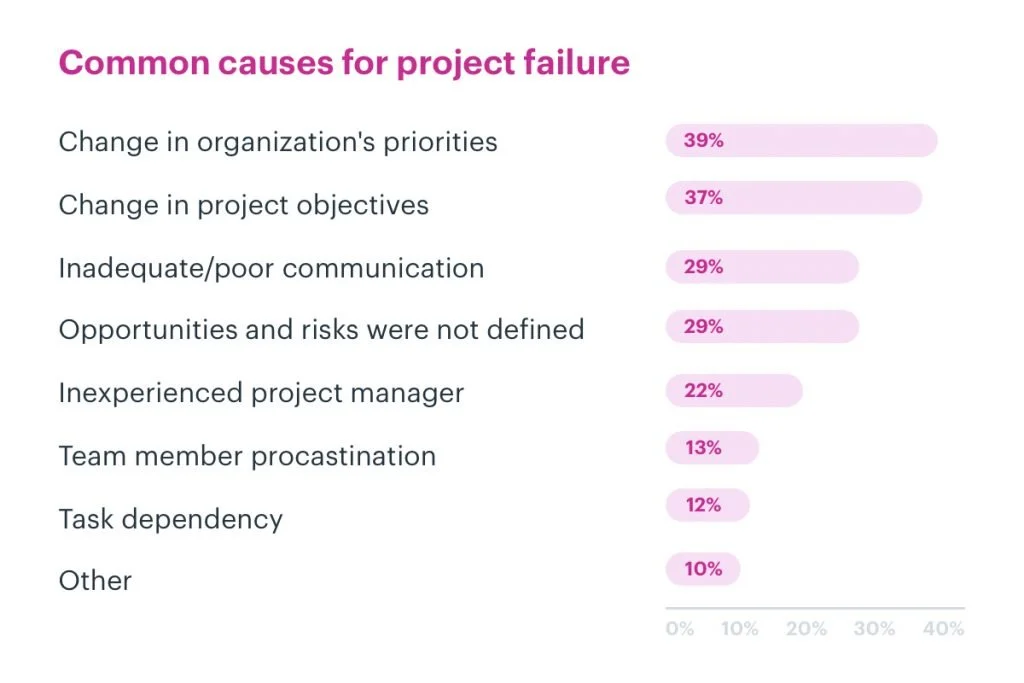 Common causes for project failure
Change in organization's priorities 39%
Change in project objectives 37%
Inadequate/poor communication 29%
Opportunities and risks were not defined 29%
Inexperienced project manager 22%
Team member procastination 13%
Task dependency 12%
Other 10%
0% 10% 20% 30% 40%